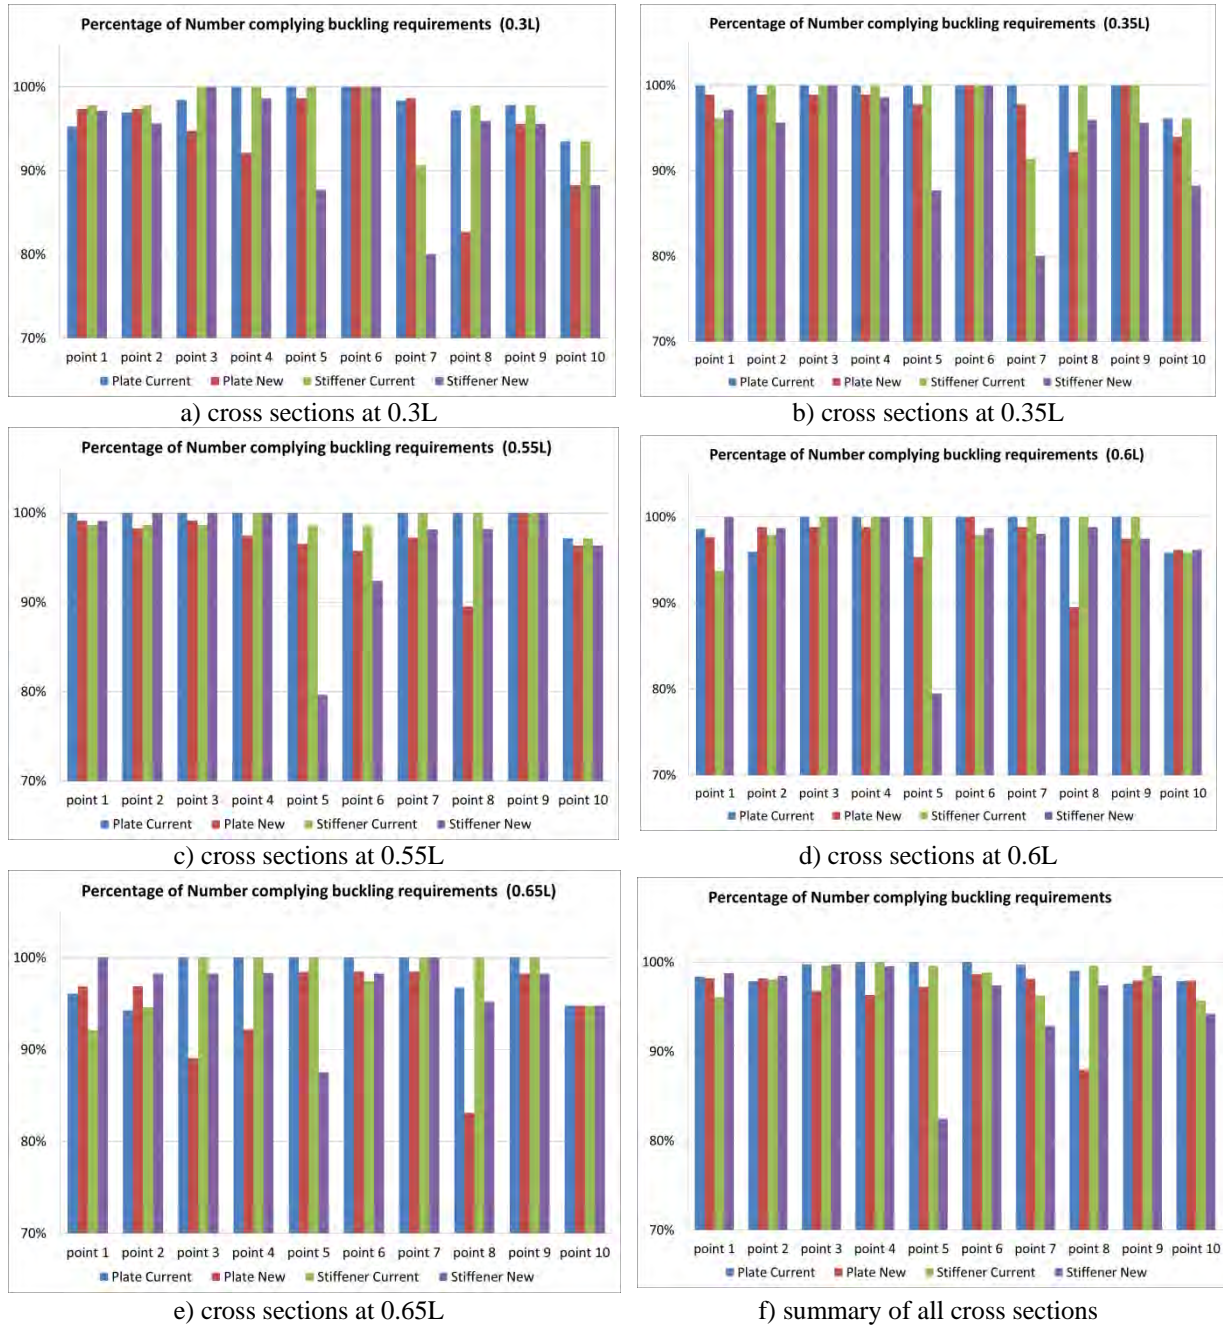 Percentage of Number complying buckling requirements (0.3L)
100%
90%
80%
70%
point 1 point 2 point 3 point 4 point 5 point 6 point 7 point 8 point 9 point 10
Plate Current Plate New Stiffener Current Stiffener New
a) cross sections at 0.3L
Percentage of Number complying buckling requirements (0.35L)
100%
90%
80%
70%
point 1 point 2 point 3 point 4 point 5 point 6 point 7 point 8 point 9 point 10
Plate Current Plate New Stiffener Current Stiffener New
b) cross sections at 0.35L
Percentage of Number complying buckling requirements (0.55L)
100%
90%
80%
70%
point 1 point 2 point 3 point 4 point 5 point 6 point 7 point 8 point 9 point 10
Plate Current Plate New Stiffener Current Stiffener New
c) cross sections at 0.55L
Percentage of Number complying buckling requirements (0.6L)
100%
90%
80%
70%
point 1 point 2 point 3 point 4 point 5 point 6 point 7 point 8 point 9 point 10
Plate Current Plate New Stiffener Current Stiffener New
d) cross sections at 0.6L
Percentage of Number complying buckling requirements (0.65L)
100%
90%
80%
70%
point 1 point 2 point 3 point 4 point 5 point 6 point 7 point 8 point 9 point 10
Plate Current Plate New Stiffener Current Stiffener New
e) cross sections at 0.65L
Percentage of Number complying buckling requirements
100%
90%
80%
70%
point 1 point 2 point 3 point 4 point 5 point 6 point 7 point 8 point 9 point 10
Plate Current Plate New Stiffener Current Stiffener New
f) summary of all cross sections